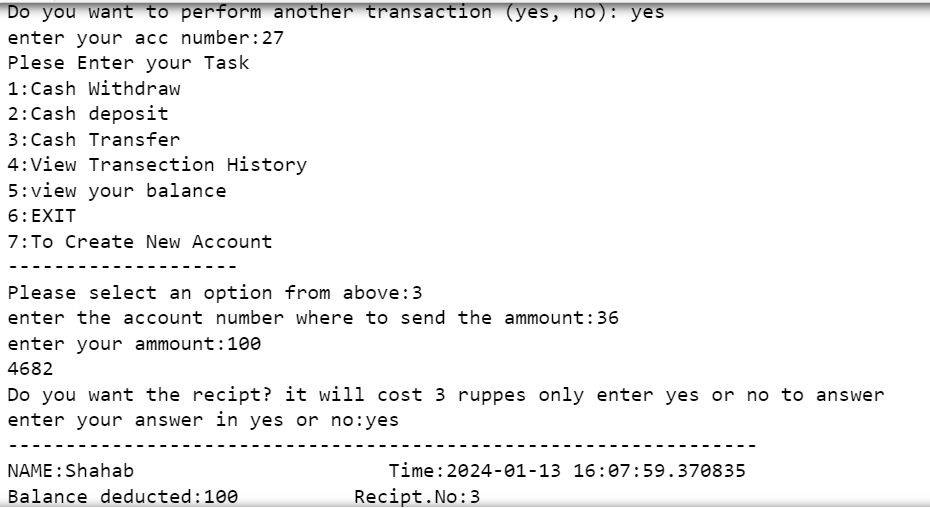 Do you want to perform another transaction (yes, no): yes
enter your acc number:27
Plese Enter your Task
1:Cash Withdraw
2:Cash deposit
3:Cash Transfer
4:View Transection History
5:view your balance
6:EXIT
7:To Create New Account
--------------------
Please select an option from above:3
enter the account number where to send the ammount:36
enter your ammount:100
4682
Do you want the recipt? it will cost 3 ruppes only enter yes or no to answer
enter your answer in yes or no:yes
-----------------------------------------------------------------
NAME:Shahab                      Time:2024-01-13 16:07:59.370835
Balance deducted:100          Recipt.No:3